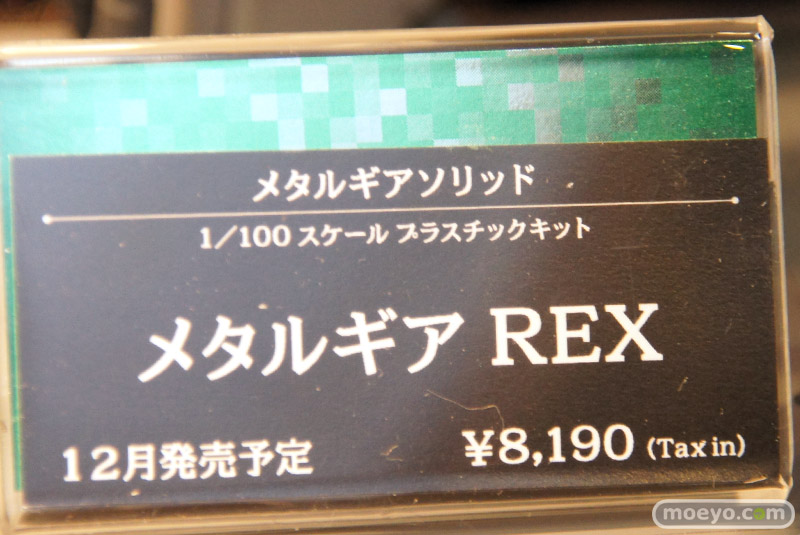 メタルギアソリッド
1/100 スケール プラスチックキット
メタルギア REX
12月発売予定
¥8,190 (Tax in)
moeyo.com